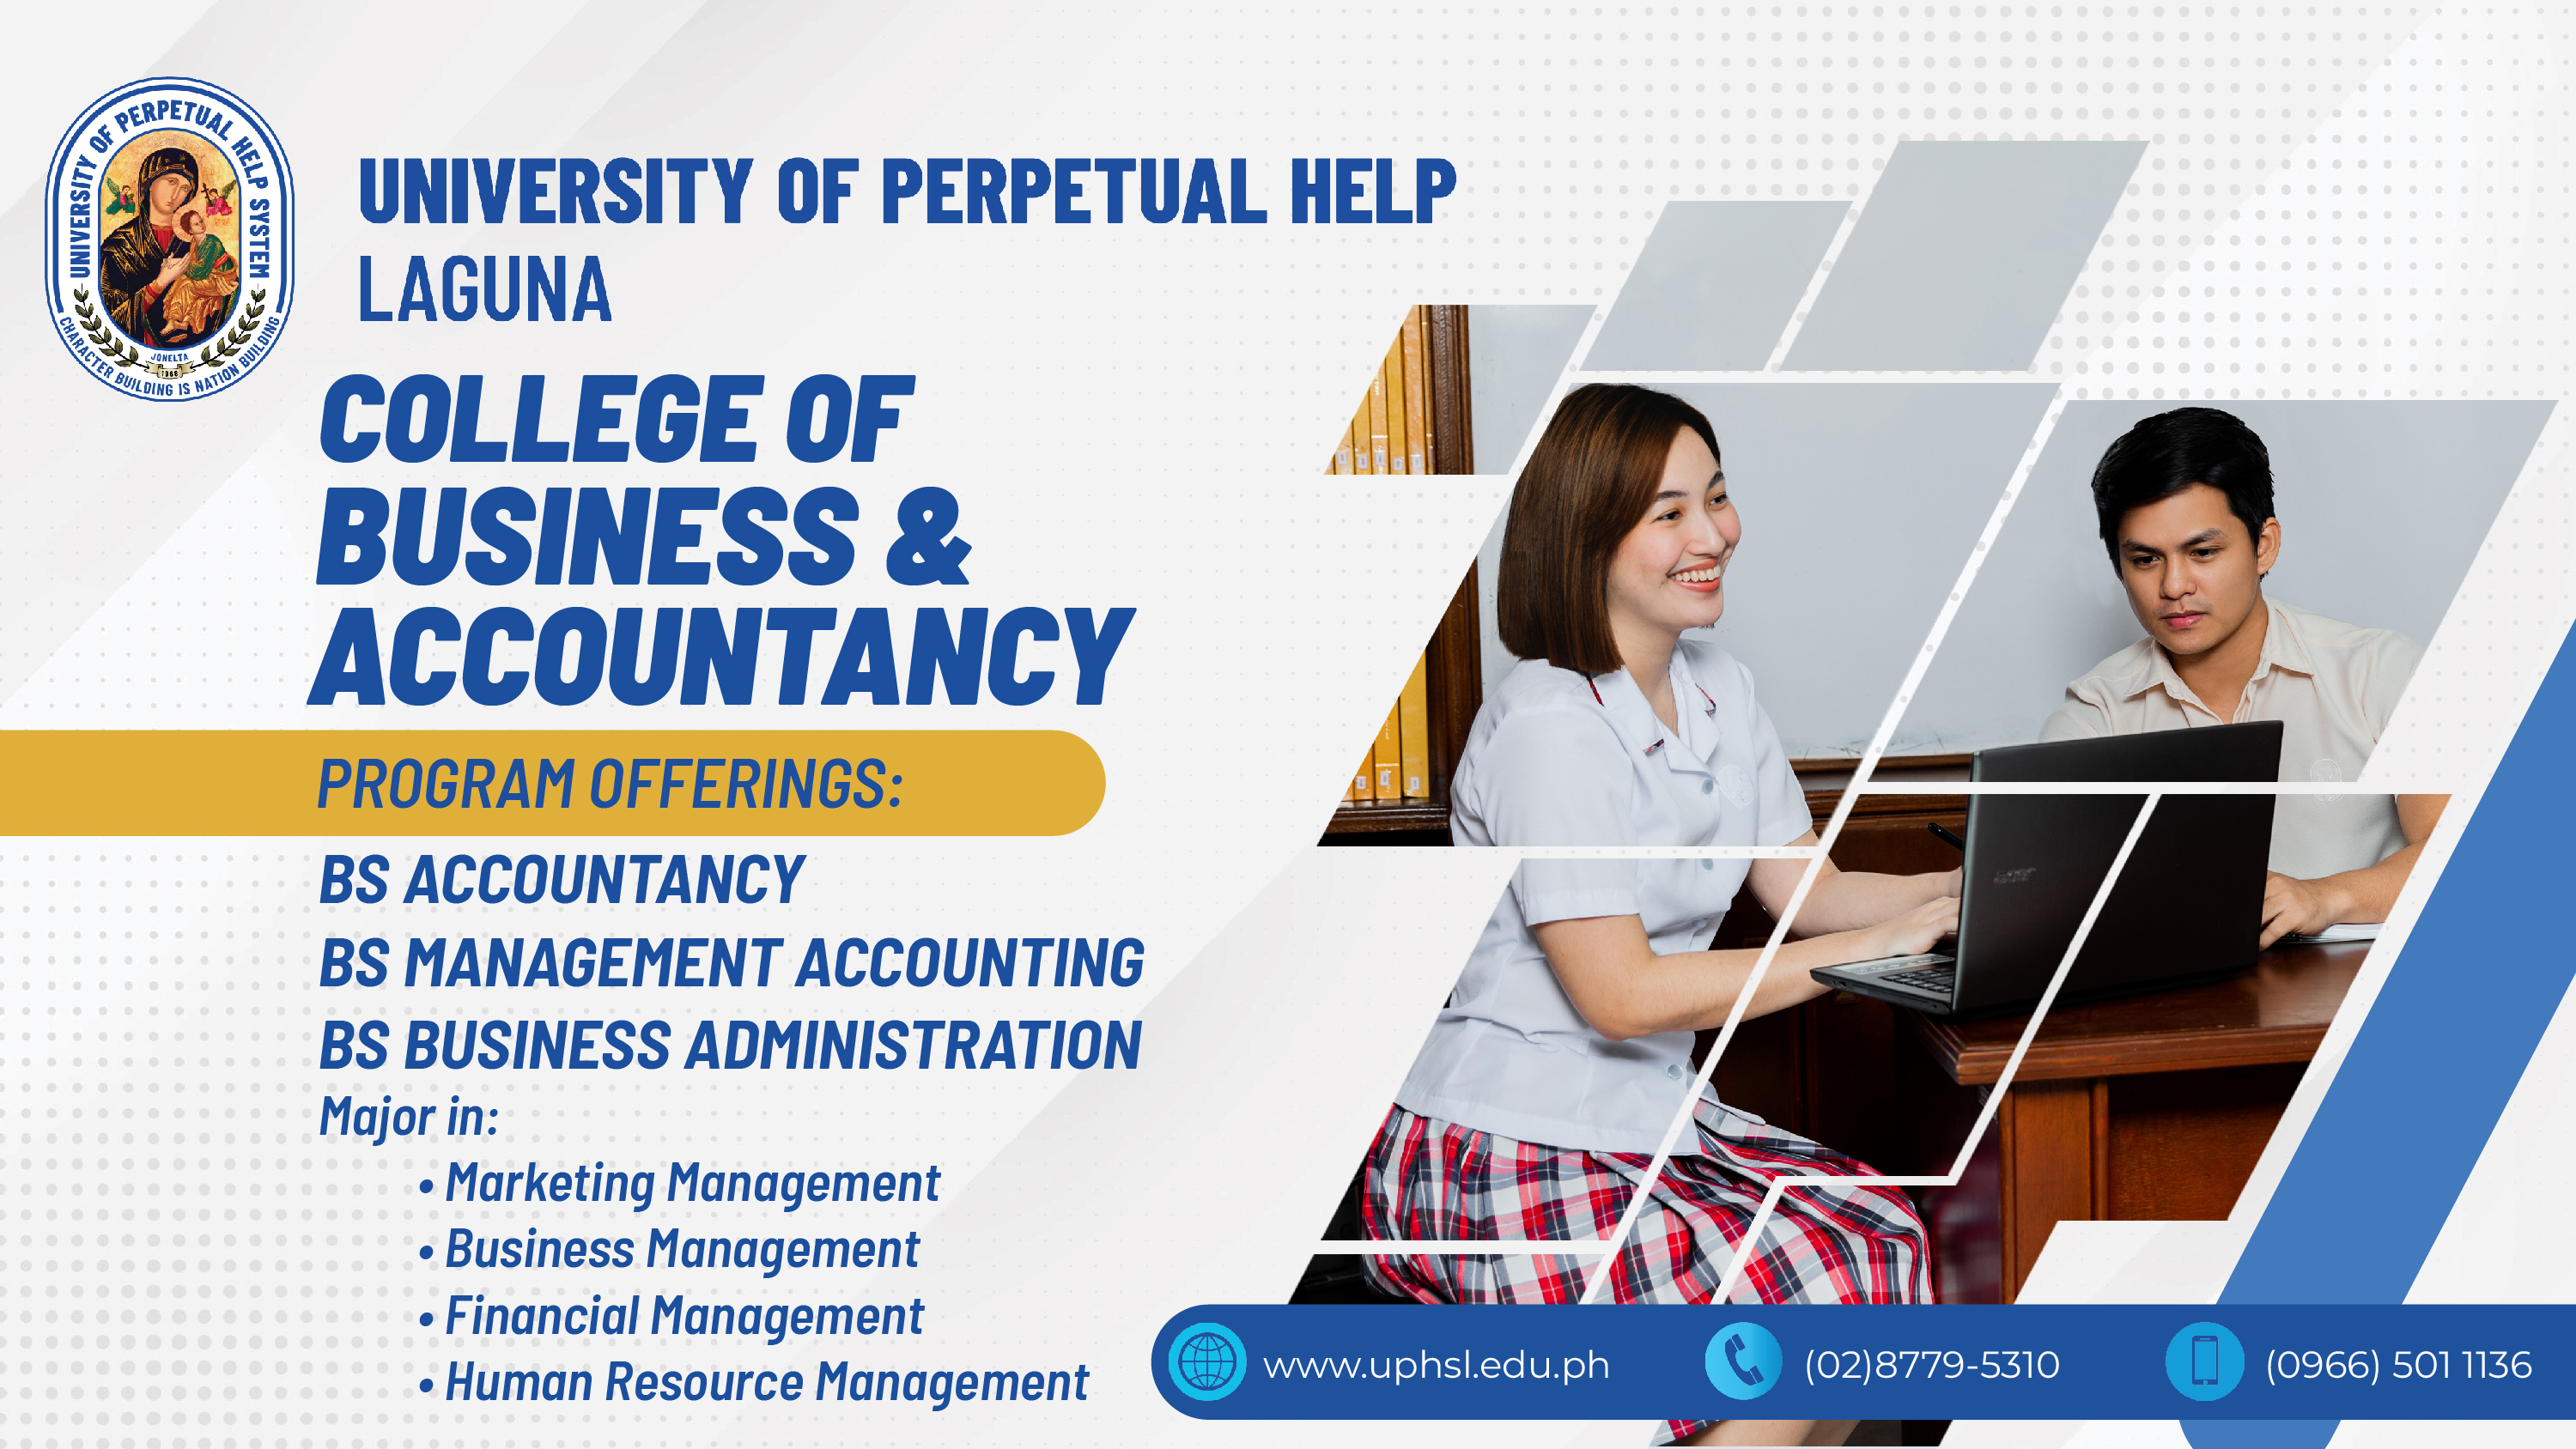 UNIVERSITY OF PERPETUAL HELP SYSTEM
JONELTA
1968
CHARACTER BUILDING IS NATION BUILDING
UNIVERSITY OF PERPETUAL HELP
LAGUNA
COLLEGE OF
BUSINESS &
ACCOUNTANCY
PROGRAM OFFERINGS:
BS ACCOUNTANCY
BS MANAGEMENT ACCOUNTING
BS BUSINESS ADMINISTRATION
Major in:
• Marketing Management
• Business Management
• Financial Management
• Human Resource Management
www.uphsl.edu.ph
(02)8779-5310
(0966) 501 1136